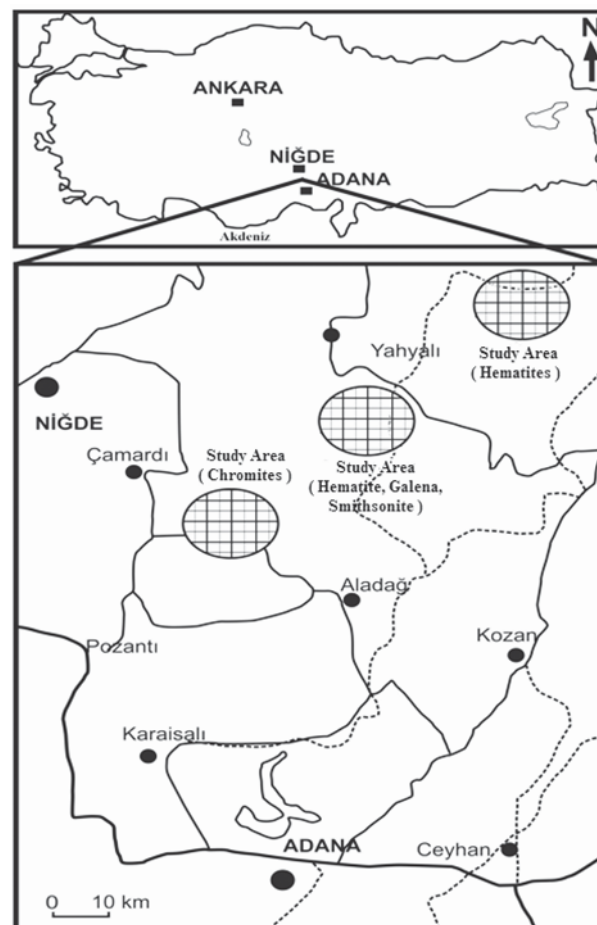 N
ANKARA
NİĞDE
ADANA
Akdeniz
Yahyalı
Study Area
( Hematites )
NİĞDE
Çamardı
Study Area
( Chromites )
Study Area
( Hematite, Galena,
Smithsonite )
Aladağ
Kozan
Pozantı
Karaisalı
ADANA
Ceyhan
0 10 km